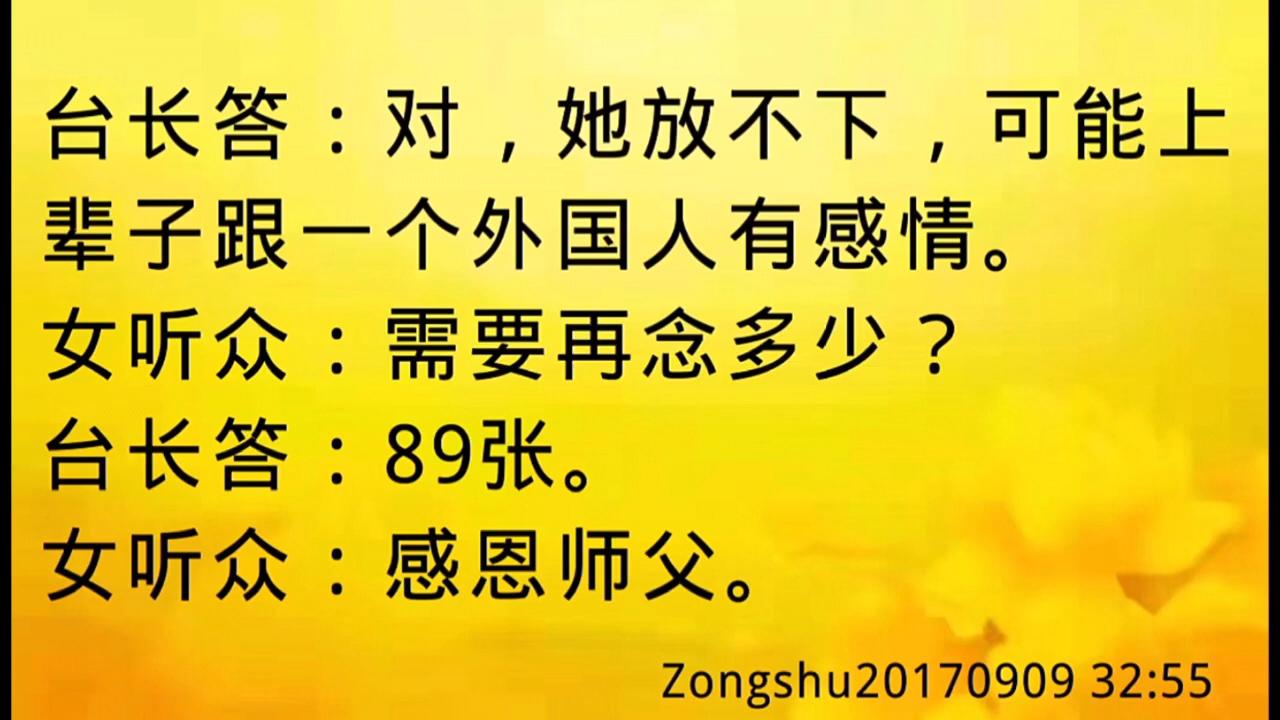 台长答：对，她放不下，可能上
辈子跟一个外国人有感情。
女听众：需要再念多少？
台长答：89张。
女听众：感恩师父。
Zongshu20170909 32:55